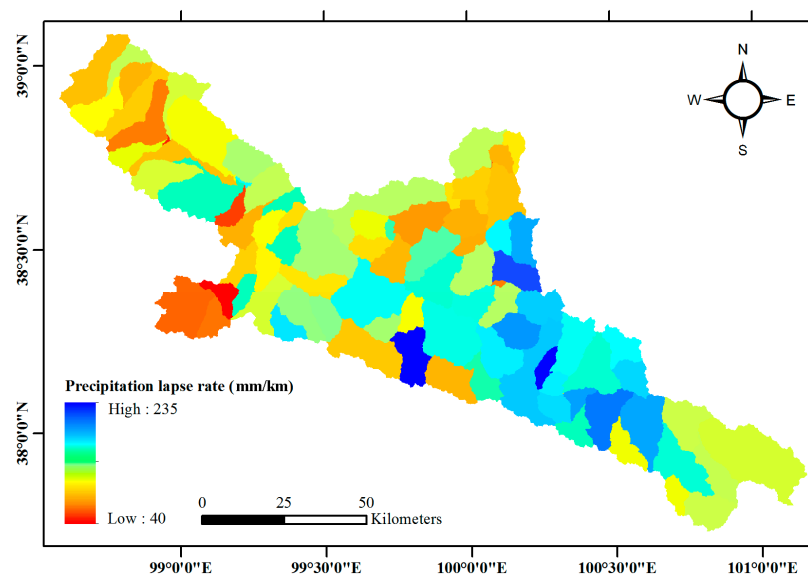 39°0'0"N
38°30'0"N
38°0'0"N
N
W E
S
Precipitation lapse rate (mm/km)
High : 235
Low : 40
0 25 50
Kilometers
99°0'0"E 99°30'0"E 100°0'0"E 100°30'0"E 101°0'0"E